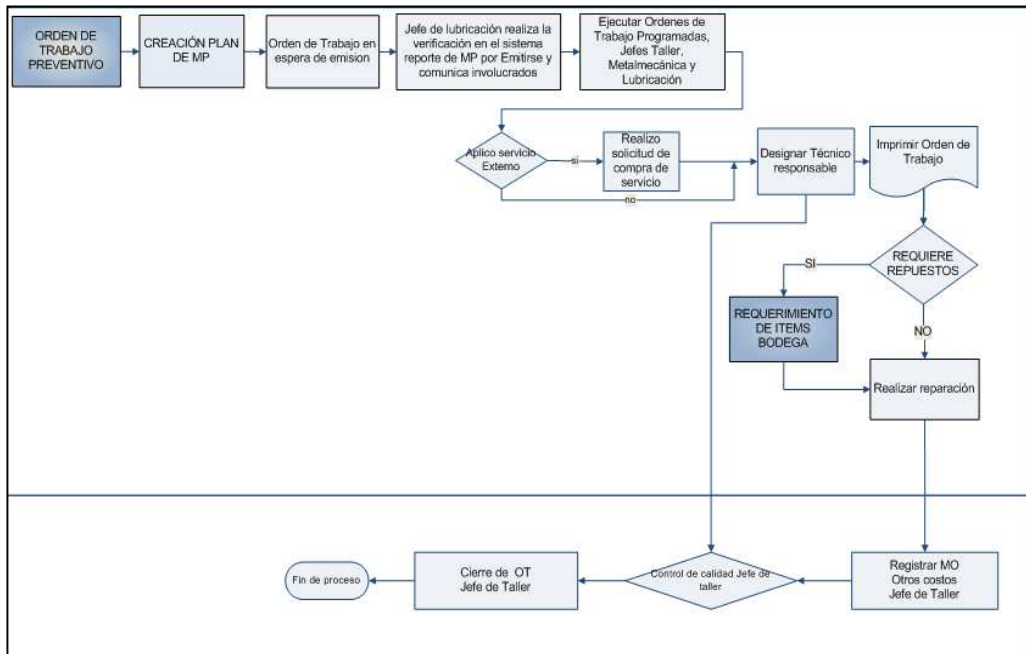 ORDEN DE
TRABAJO
PREVENTIVO
CREACIÓN PLAN
DE MP
Orden de Trabajo en
espera de emision
Jefe de lubricación realiza la
verificación en el sistema
reporte de MP por Emitirse y
comunica involucrados
Ejecutar Ordenes de
Trabajo Programadas,
Jefes Taller,
Metalmecánica y
Lubricación
Aplico servicio
Externo
si
no
Realizo
solicitud de
compra de
servicio
Designar Técnico
responsable
Imprimir Orden de
Trabajo
REQUIERE
REPUESTOS
SI
NO
REQUERIMIENTO
DE ITEMS
BODEGA
Realizar reparación
Registrar MO
Otros costos
Jefe de Taller
Control de calidad Jefe de
taller
Cierre de OT
Jefe de Taller
Fin de proceso